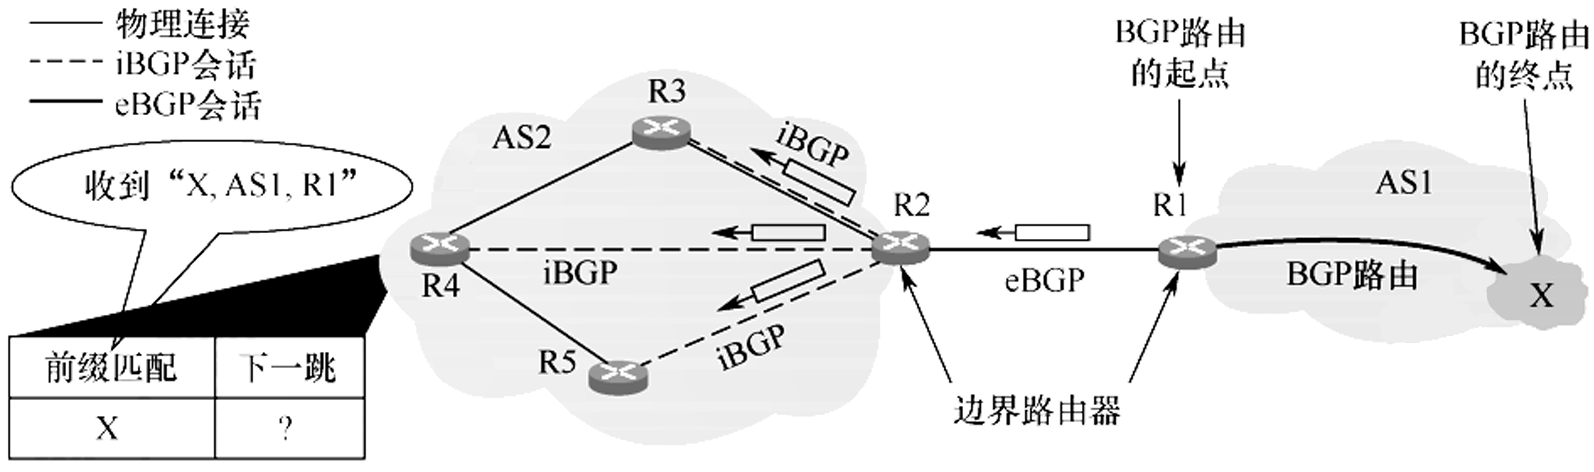 物理连接
iBGP会话
eBGP会话
BGP路由
的起点
BGP路由
的终点
R3
AS2
iBGP
收到“X, AS1, R1”
AS1
R2
R1
R4
iBGP
eBGP
BGP路由
X
R5
iBGP
前缀匹配
下一跳
X
?
边界路由器